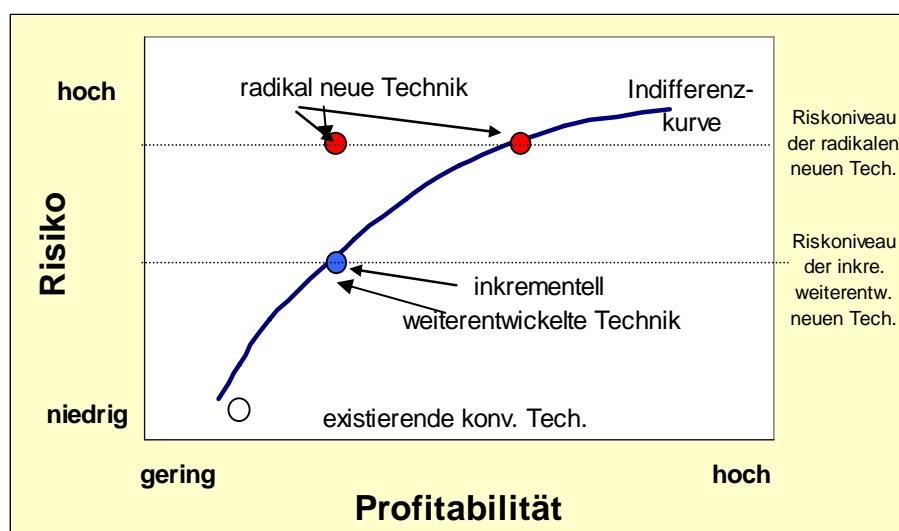 hoch
radikal neue Technik
Indifferenz-
kurve
Riskoniveau
der radikalen
neuen Tech.
Risiko
Riskoniveau
der inkre.
weiterentw.
neuen Tech.
inkrementell
weiterentwickelte Technik
niedrig
existierende konv. Tech.
gering
hoch
Profitabilität